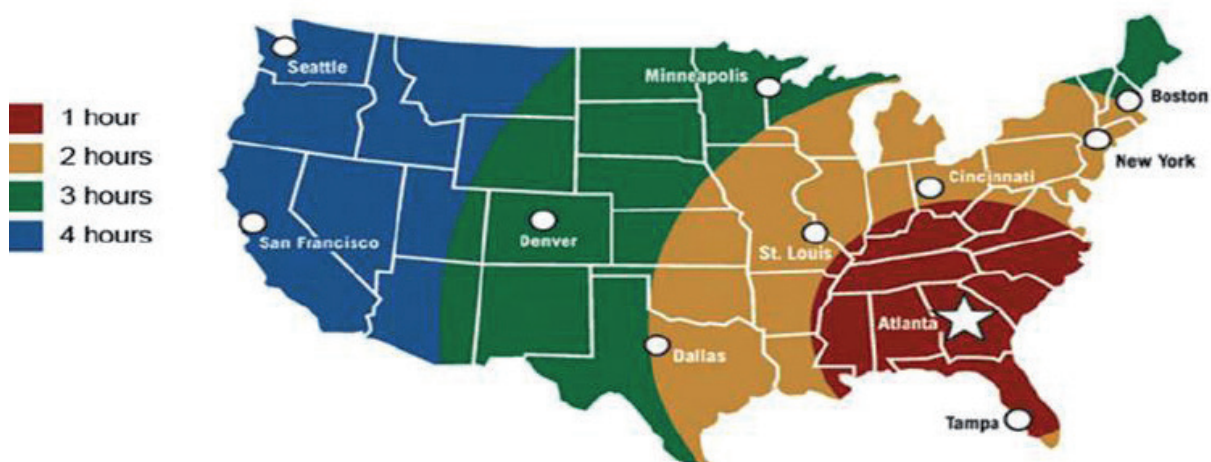 1 hour
2 hours
3 hours
4 hours
Seattle
Minneapolis
Boston
New York
Cincinnati
San Francisco
Denver
St. Louis
Atlanta
Dallas
Tampa